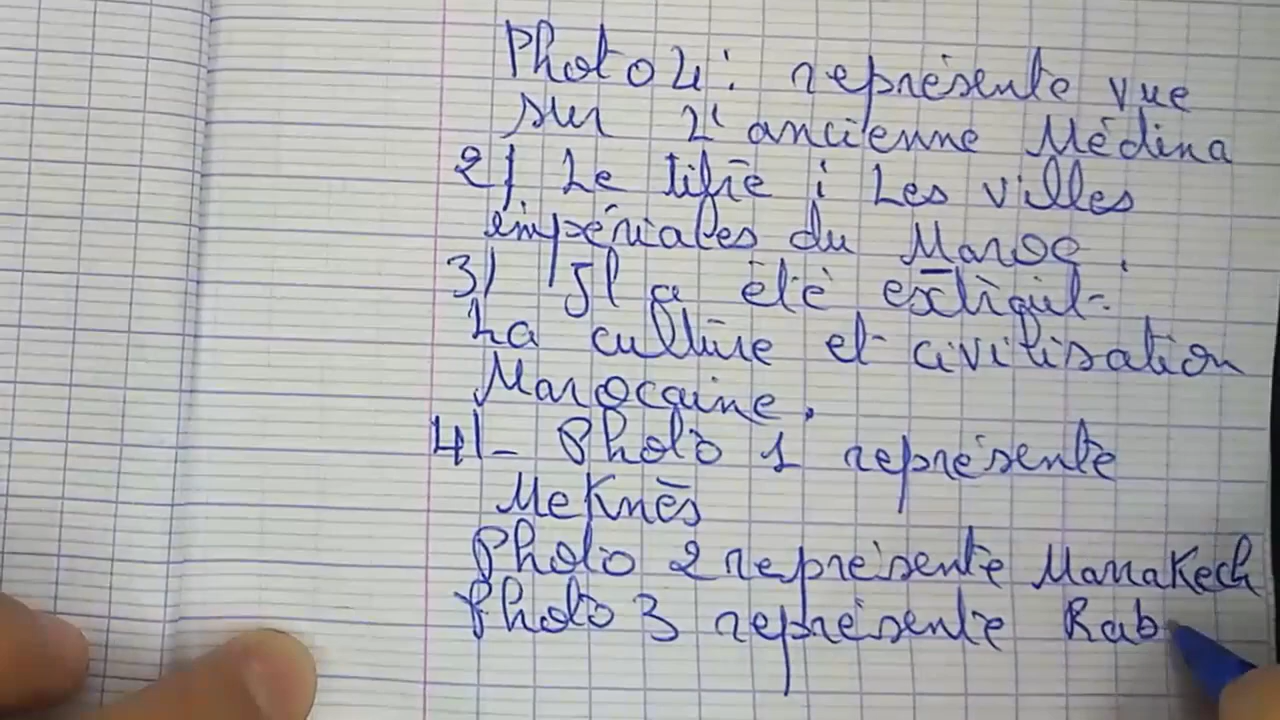 Photo 4 : représente vue
sur l'ancienne Médina
2) Le titre : Les villes
impériales du Maroc.
3) Il a été
La culture et civilisation
Marocaine.
4)- Photo 1 représente
Meknès
Photo 2 représente Marrakech
Photo 3 représente Rab